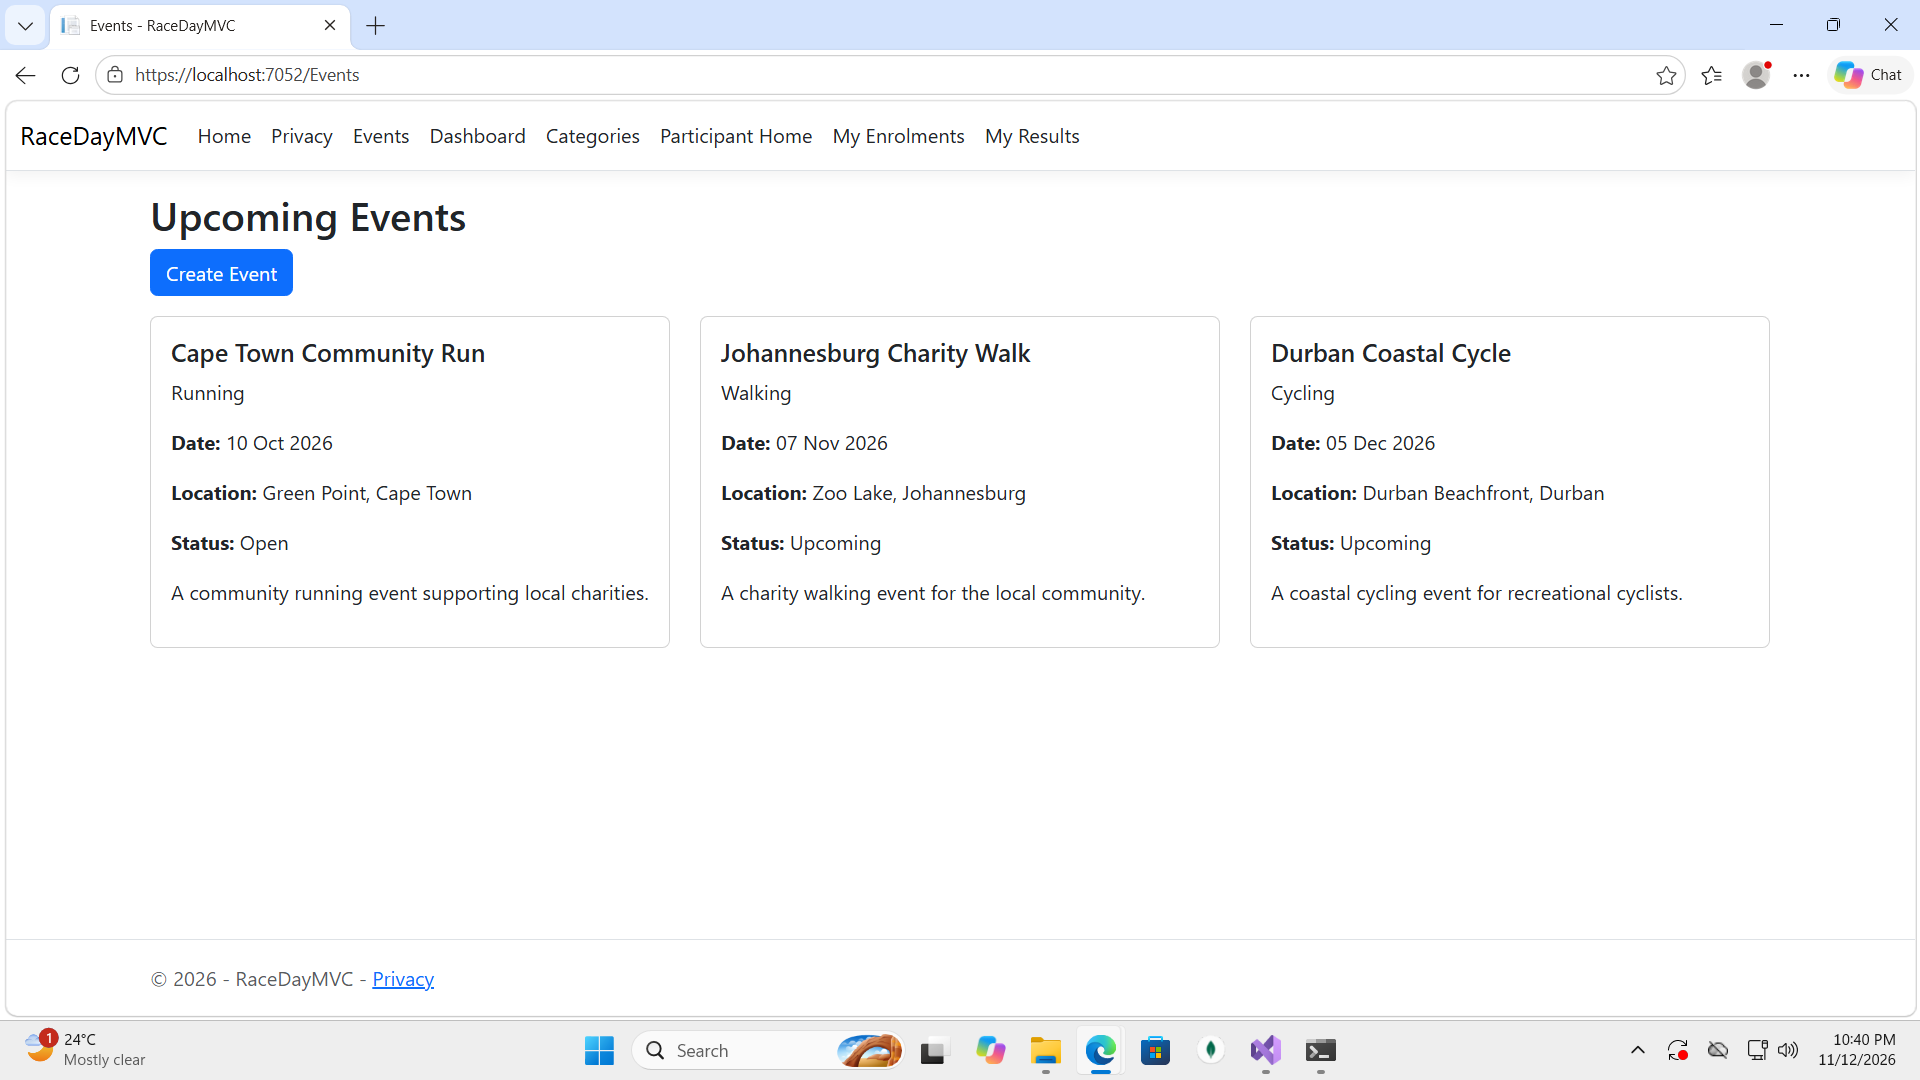 Events - RaceDayMVC
https://localhost:7052/Events
Chat
RaceDayMVC Home Privacy Events Dashboard Categories Participant Home My Enrolments My Results
Upcoming Events
Create Event
Cape Town Community Run
Running
Date: 10 Oct 2026
Location: Green Point, Cape Town
Status: Open
A community running event supporting local charities.
Johannesburg Charity Walk
Walking
Date: 07 Nov 2026
Location: Zoo Lake, Johannesburg
Status: Upcoming
A charity walking event for the local community.
Durban Coastal Cycle
Cycling
Date: 05 Dec 2026
Location: Durban Beachfront, Durban
Status: Upcoming
A coastal cycling event for recreational cyclists.
© 2026 - RaceDayMVC - Privacy
1
24°C
Mostly clear
Search
10:40 PM
11/12/2026